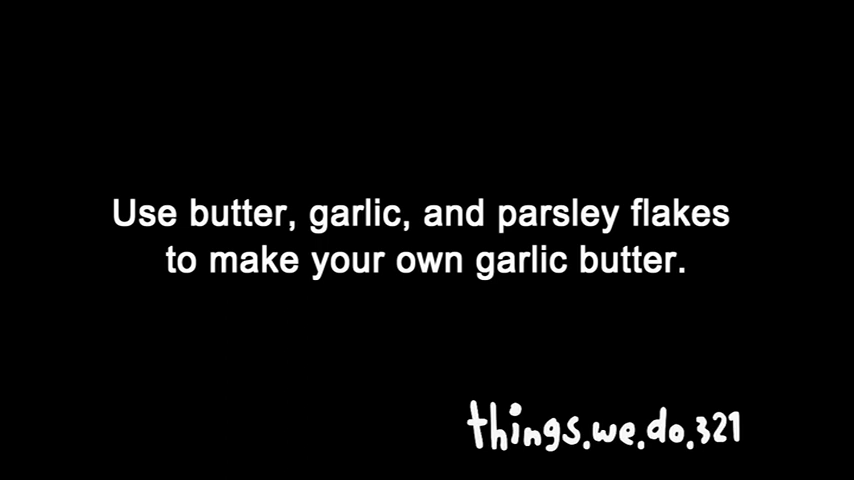 Use butter, garlic, and parsley flakes
to make your own garlic butter.
things.we.do.321